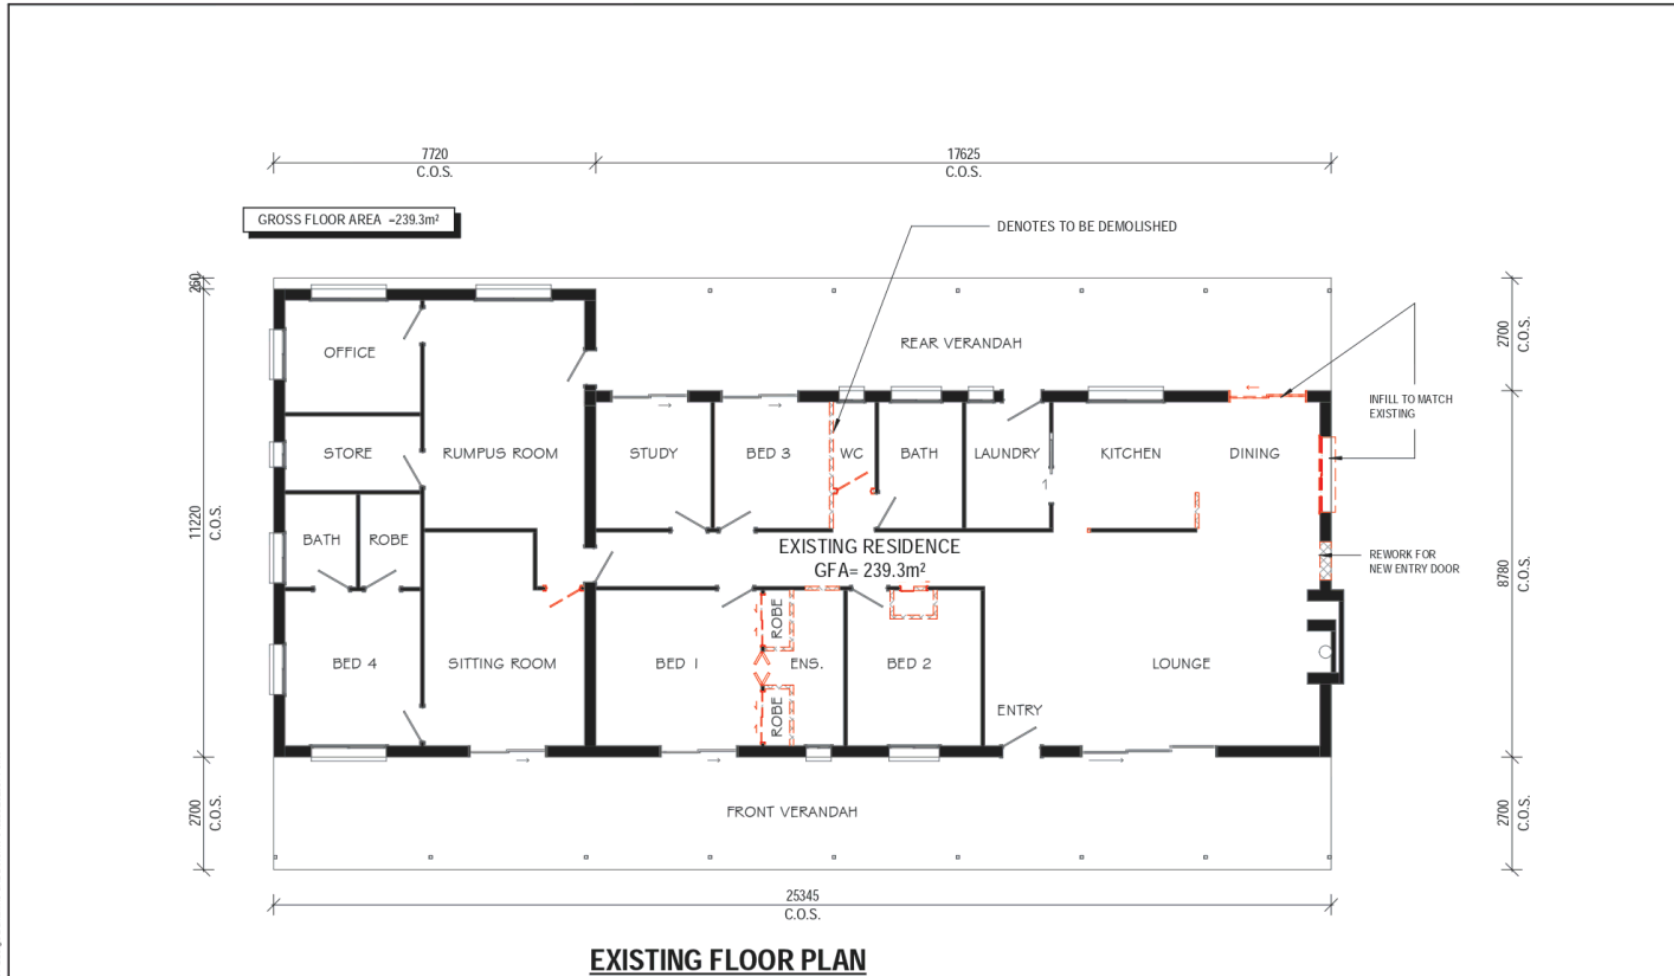 7720
C.O.S.
17625
C.O.S.
GROSS FLOOR AREA =239.3m²
DENOTES TO BE DEMOLISHED
260
11220
C.O.S.
2700
C.O.S.
2700
C.O.S.
8780
C.O.S.
2700
C.O.S.
REAR VERANDAH
OFFICE
STORE
RUMPUS ROOM
STUDY
BED 3
WC
BATH
LAUNDRY
1
KITCHEN
DINING
INFILL TO MATCH
EXISTING
BATH
ROBE
EXISTING RESIDENCE
GFA= 239.3m²
REWORK FOR
NEW ENTRY DOOR
BED 4
SITTING ROOM
BED 1
ROBE
ROBE
ENS.
BED 2
LOUNGE
ENTRY
FRONT VERANDAH
25345
C.O.S.
EXISTING FLOOR PLAN